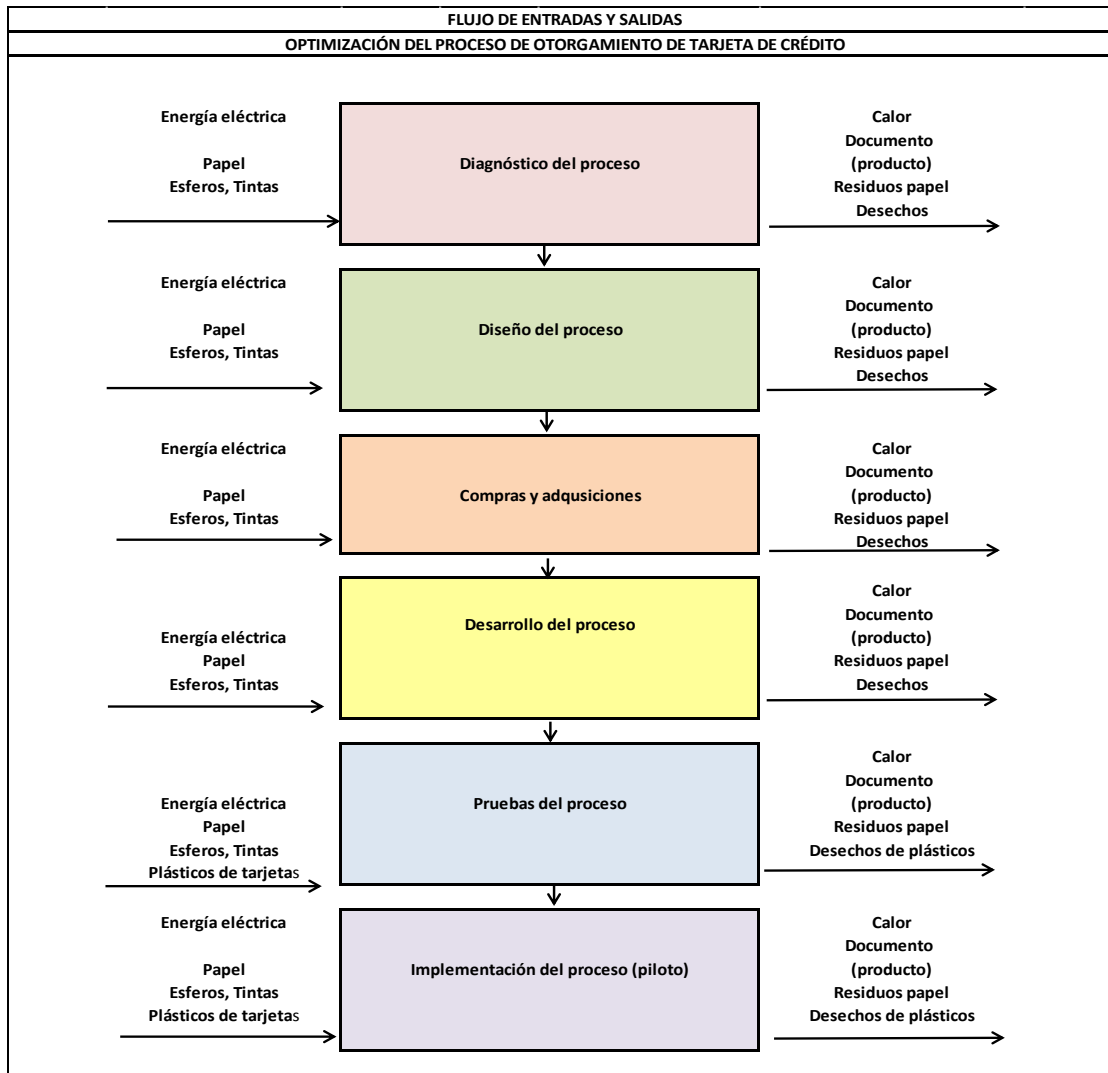 FLUJO DE ENTRADAS Y SALIDAS
OPTIMIZACIÓN DEL PROCESO DE OTORGAMIENTO DE TARJETA DE CRÉDITO
Energía eléctrica
Papel
Esferos, Tintas
Diagnóstico del proceso
Calor
Documento
(producto)
Residuos papel
Desechos
Energía eléctrica
Papel
Esferos, Tintas
Diseño del proceso
Calor
Documento
(producto)
Residuos papel
Desechos
Energía eléctrica
Papel
Esferos, Tintas
Compras y adqusiciones
Calor
Documento
(producto)
Residuos papel
Desechos
Energía eléctrica
Papel
Esferos, Tintas
Desarrollo del proceso
Calor
Documento
(producto)
Residuos papel
Desechos
Energía eléctrica
Papel
Esferos, Tintas
Plásticos de tarjetas
Pruebas del proceso
Calor
Documento
(producto)
Residuos papel
Desechos de plásticos
Energía eléctrica
Papel
Esferos, Tintas
Plásticos de tarjetas
Implementación del proceso (piloto)
Calor
Documento
(producto)
Residuos papel
Desechos de plásticos